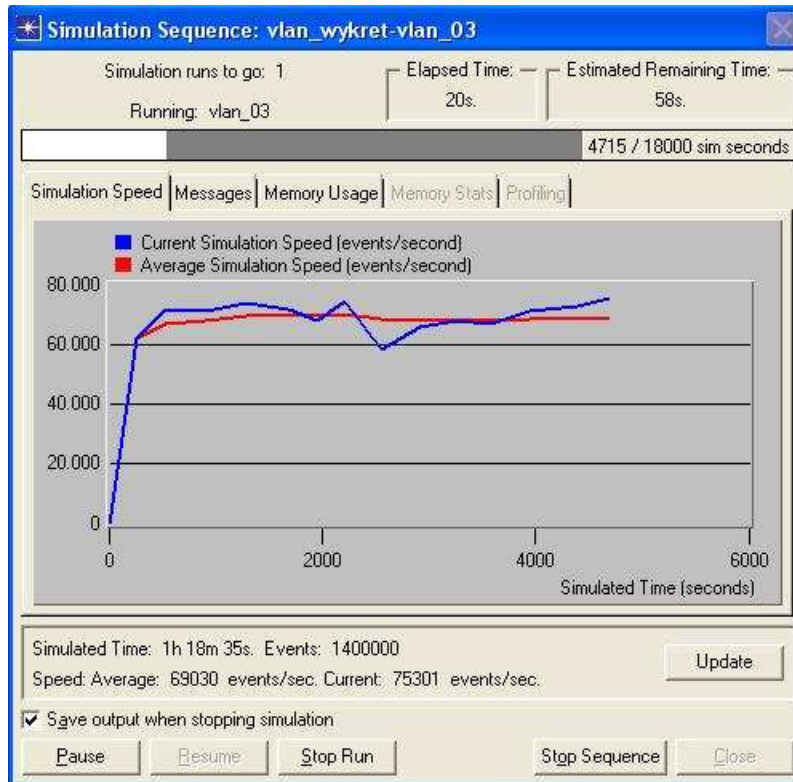 Simulation Sequence: vlan_wykret-vlan_03
Simulation runs to go: 1
Running: vlan_03
Elapsed Time:
20s.
Estimated Remaining Time:
58s.
4715 / 18000 sim seconds
Simulation Speed Messages Memory Usage Memory Stats Profiling
Current Simulation Speed (events/second)
Average Simulation Speed (events/second)
80.000
60.000
40.000
20.000
0
0 2000 4000 6000
Simulated Time (seconds)
Simulated Time: 1h 18m 35s. Events: 1400000
Speed: Average: 69030 events/sec. Current: 75301 events/sec.
Update
Save output when stopping simulation
Pause Resume Stop Run Stop Sequence Close